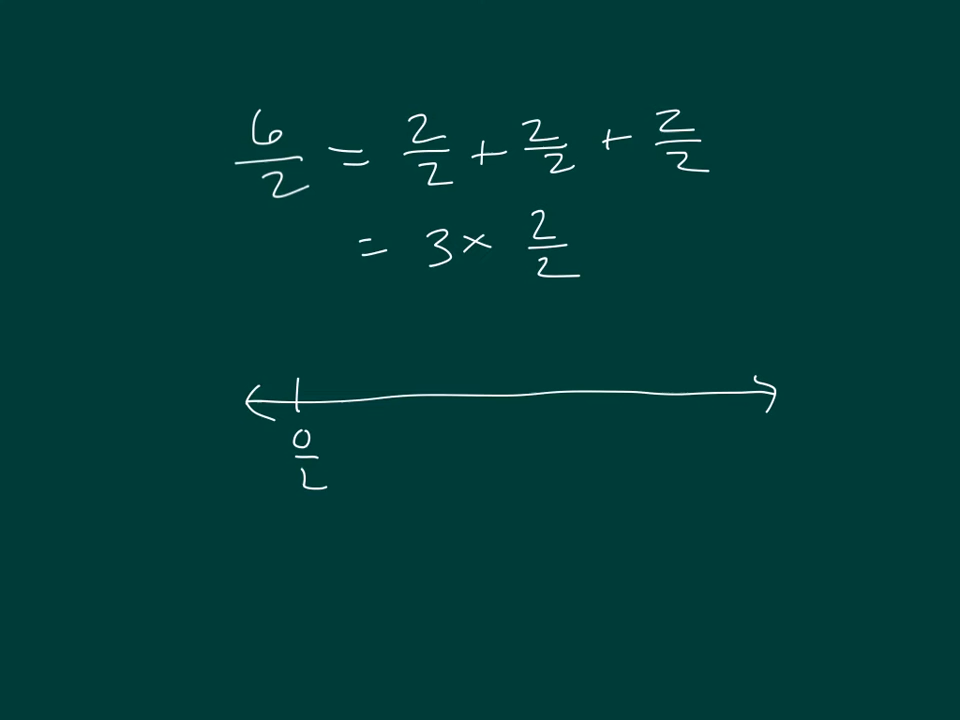 6/2 = 2/2 + 2/2 + 2/2
= 3 × 2/2
0/2